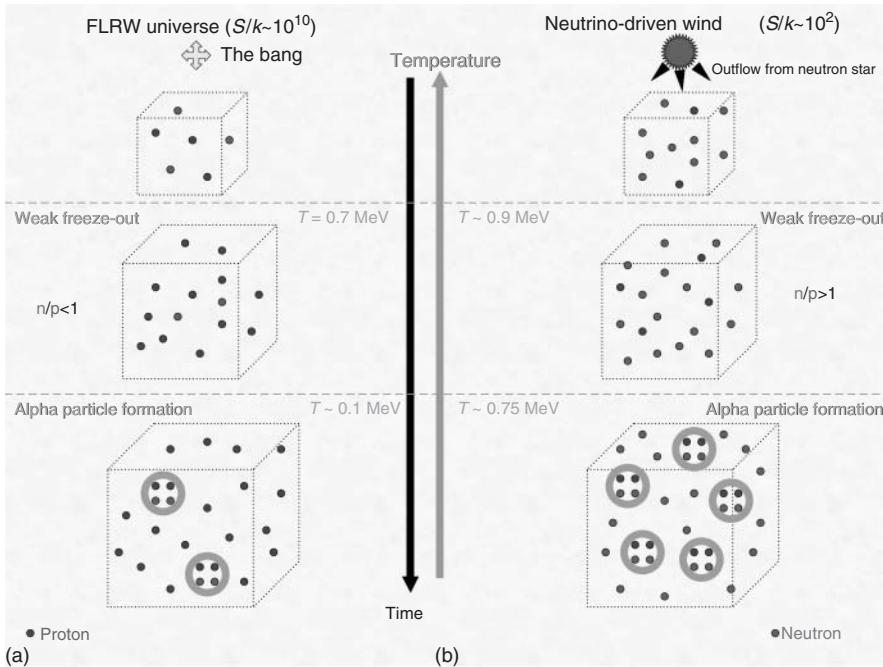 FLRW universe (S/k~10¹⁰)
The bang
Temperature
Neutrino-driven wind (S/k~10²)
Outflow from neutron star
Weak freeze-out
T = 0.7 MeV
T ~ 0.9 MeV
Weak freeze-out
n/p<1
n/p>1
Alpha particle formation
T ~ 0.1 MeV
T ~ 0.75 MeV
Alpha particle formation
Time
Proton
Neutron
(a)
(b)